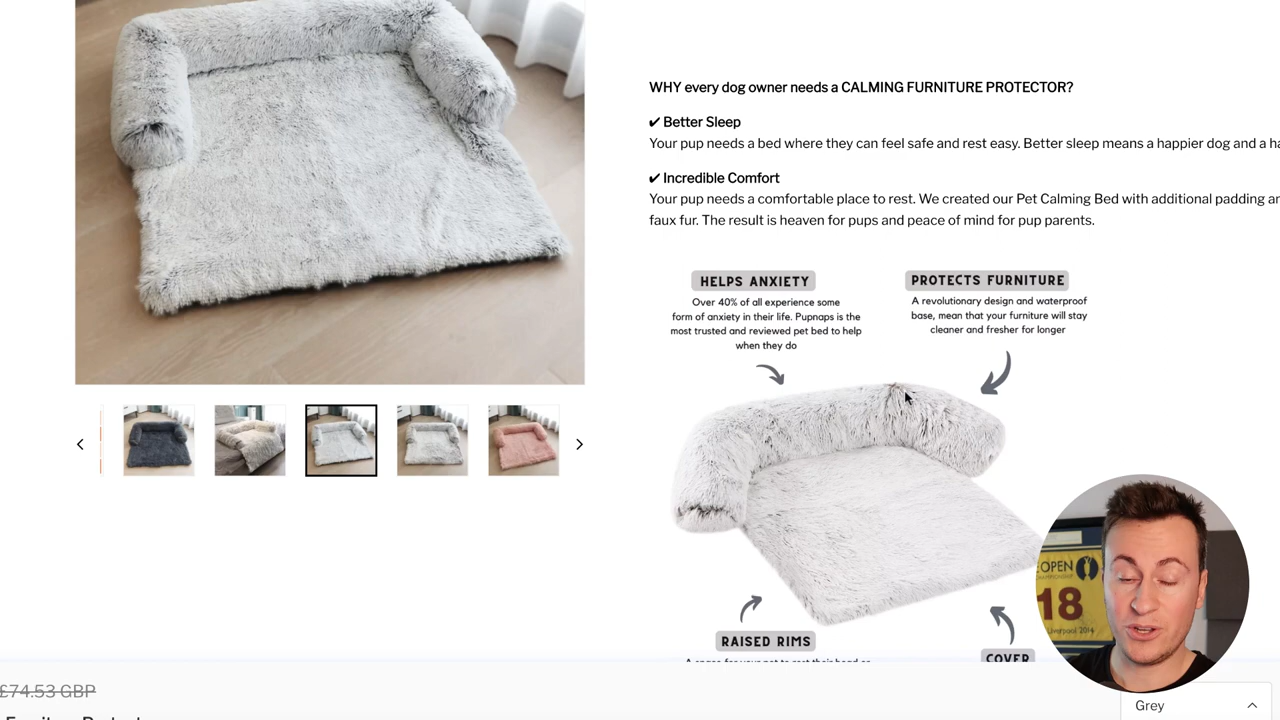 WHY every dog owner needs a CALMING FURNITURE PROTECTOR?
✔ Better Sleep
Your pup needs a bed where they can feel safe and rest easy. Better sleep means a happier dog and a
✔ Incredible Comfort
Your pup needs a comfortable place to rest. We created our Pet Calming Bed with additional padding
faux fur. The result is heaven for pups and peace of mind for pup parents.
HELPS ANXIETY
Over 40% of all experience some
form of anxiety in their life. Pupnaps is the
most trusted and reviewed pet bed to help
when they do
PROTECTS FURNITURE
A revolutionary design and waterproof
base, mean that your furniture will stay
cleaner and fresher for longer
RAISED RIMS
COVER
OPEN
18
Liverpool 2014
£74.53 GBP
Grey